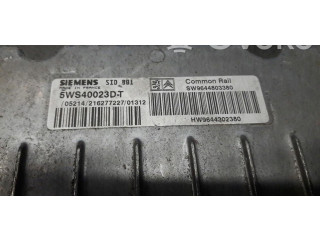 SIEMENS SID 801
MADE IN FRANCE
5WS40023D-T
/05214/216277227/01312
Common Rail
SW9644803380
HW9644302380